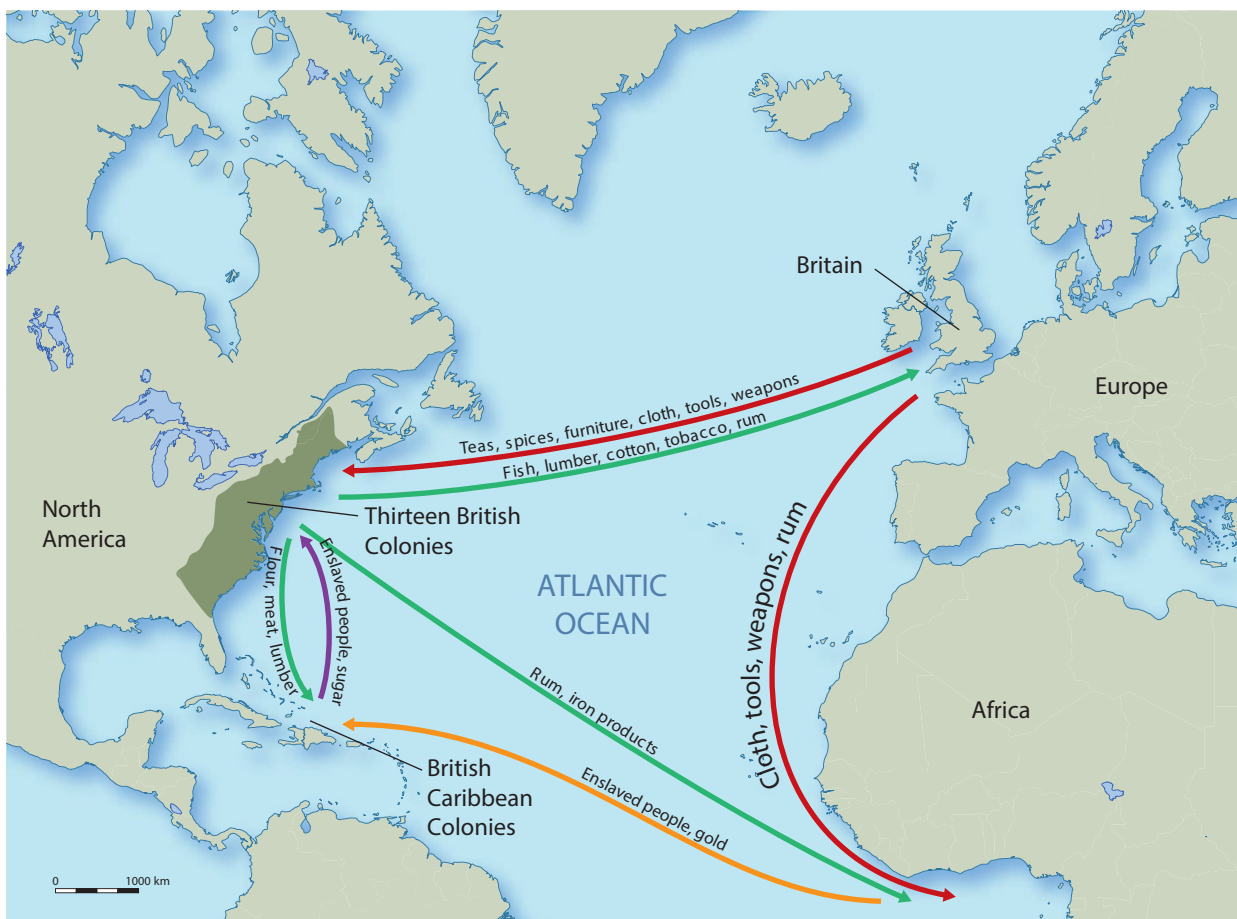 Britain
Europe
Teas, spices, furniture, cloth, tools, weapons
Fish, lumber, cotton, tobacco, rum
North
America
Thirteen British
Colonies
Flour, meat, lumber
Enslaved people, sugar
ATLANTIC
OCEAN
Cloth, tools, weapons, rum
Rum, iron products
Africa
Enslaved people, gold
British
Caribbean
Colonies
0 1000 km